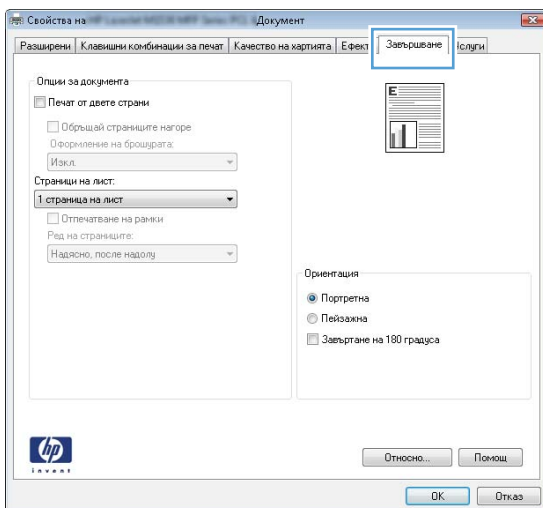 Свойства на Документ
Разширени Клавишни комбинации за печат Качество на хартията Ефект Завършване слуги
Опции за документа
Печат от двете страни
Обръщай страниците нагоре
Оформление на брошурата:
Изкл.
Страници на лист:
1 страница на лист
Отпечатване на рамки
Ред на страниците:
Надясно, после надолу
E
Ориентация
Портретна
Пейзажна
Завъртане на 180 градуса
hp
invent
Относно... Помощ
OK Отказ